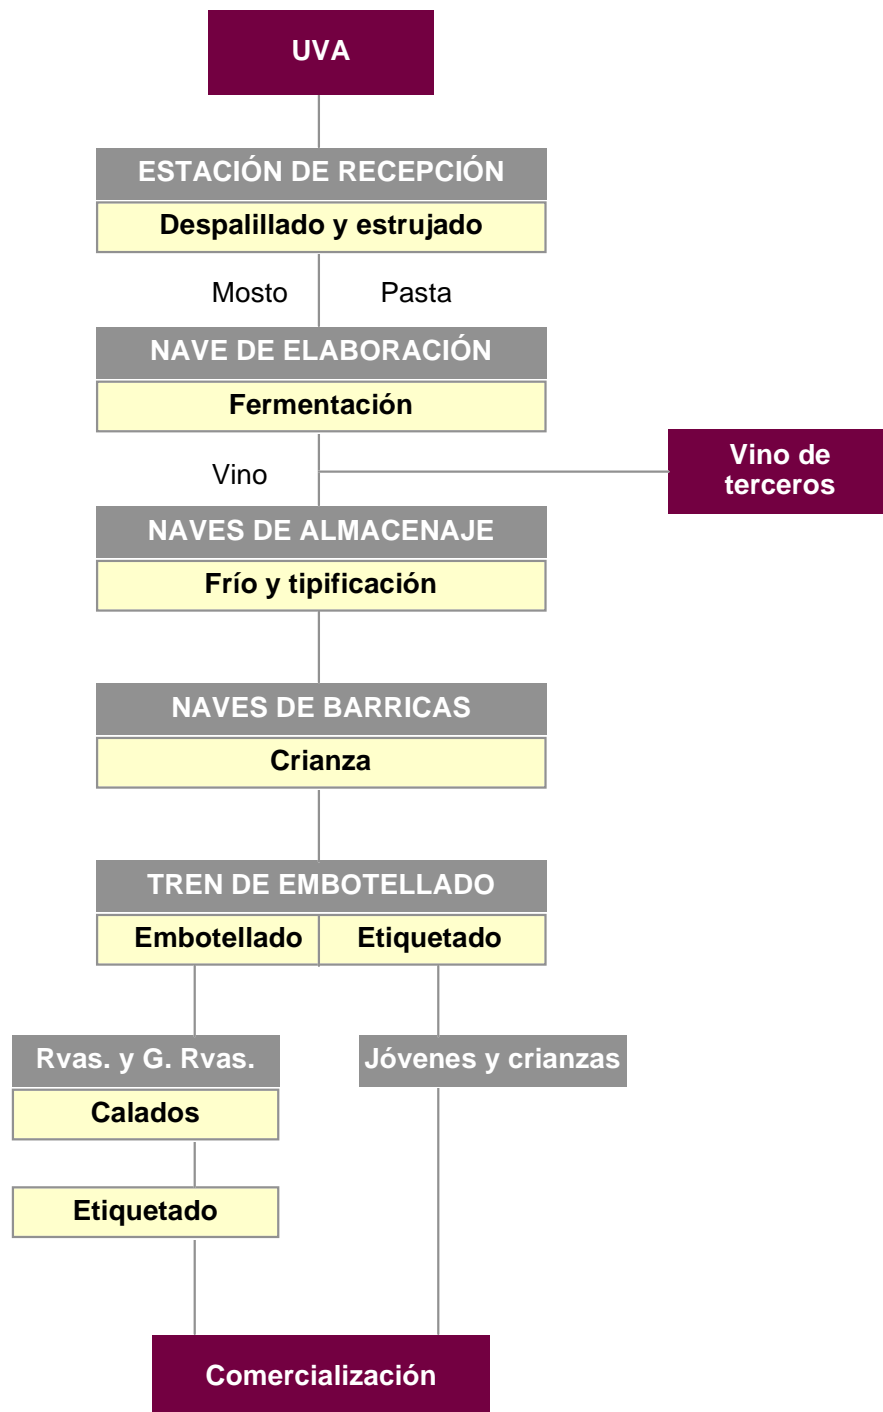 UVA
ESTACIÓN DE RECEPCIÓN
Despalillado y estrujado
Mosto Pasta
NAVE DE ELABORACIÓN
Fermentación
Vino de
terceros
Vino
NAVES DE ALMACENAJE
Frío y tipificación
NAVES DE BARRICAS
Crianza
TREN DE EMBOTELLADO
Embotellado Etiquetado
Rvas. y G. Rvas. Jóvenes y crianzas
Calados
Etiquetado
Comercialización